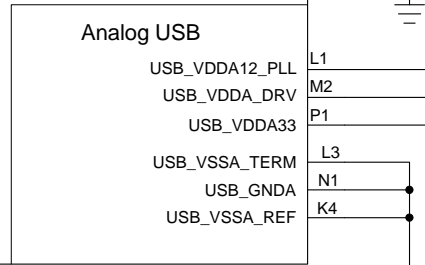 Analog USB
USB_VDDA12_PLL L1
USB_VDDA_DRV M2
USB_VDDA33 P1
USB_VSSA_TERM L3
USB_GNDA N1
USB_VSSA_REF K4